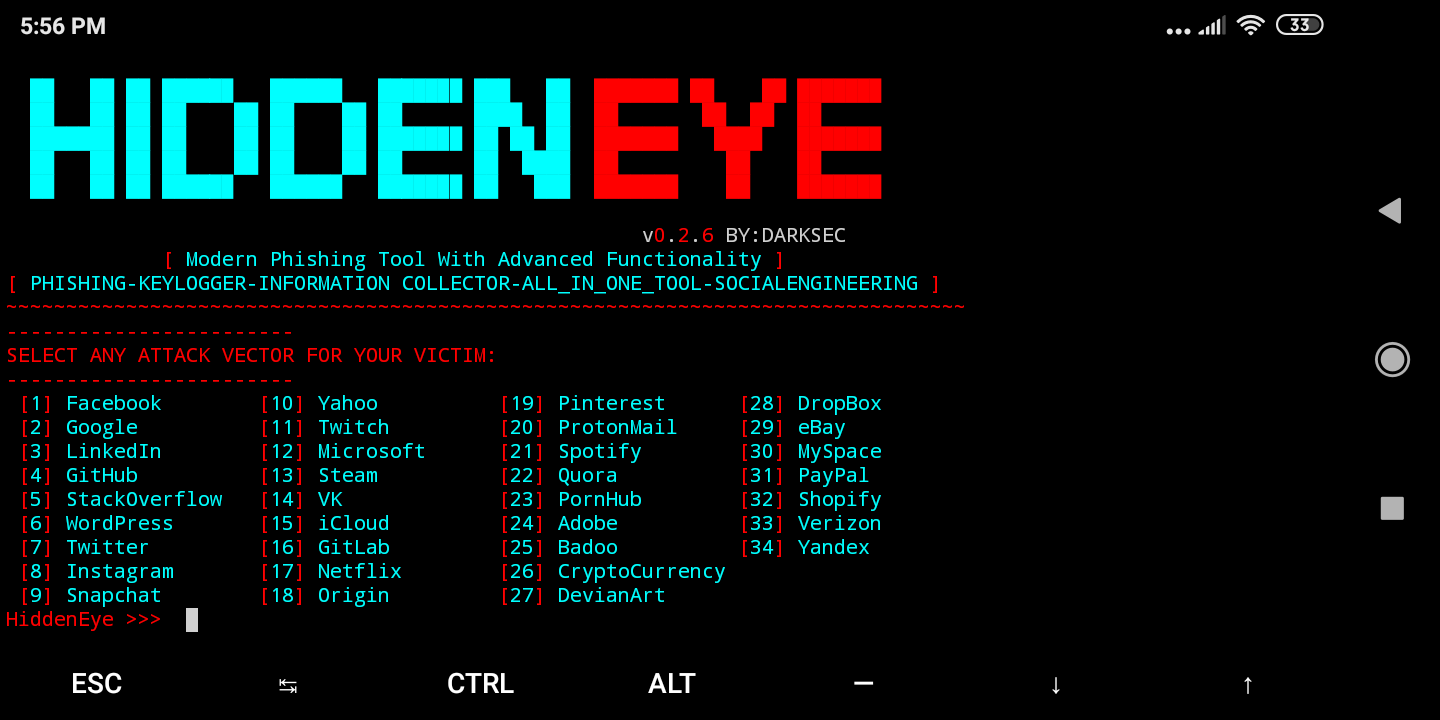 5:56 PM 33
HIDDEN EYE
v0.2.6 BY:DARKSEC
[ Modern Phishing Tool With Advanced Functionality ]
[ PHISHING-KEYLOGGER-INFORMATION COLLECTOR-ALL_IN_ONE_TOOL-SOCIALENGINEERING ]
~~~~~~~~~~~~~~~~~~~~~~~~~~~~~~~~~~~~~~~~~~~~~~~~~~~~~~~~~~~~~~~~~~~~~~~~~~~~~~~~
------------------------
SELECT ANY ATTACK VECTOR FOR YOUR VICTIM:
------------------------
[1] Facebook [10] Yahoo [19] Pinterest [28] DropBox
[2] Google [11] Twitch [20] ProtonMail [29] eBay
[3] LinkedIn [12] Microsoft [21] Spotify [30] MySpace
[4] GitHub [13] Steam [22] Quora [31] PayPal
[5] StackOverflow [14] VK [23] PornHub [32] Shopify
[6] WordPress [15] iCloud [24] Adobe [33] Verizon
[7] Twitter [16] GitLab [25] Badoo [34] Yandex
[8] Instagram [17] Netflix [26] CryptoCurrency
[9] Snapchat [18] Origin [27] DevianArt
HiddenEye >>>
ESC ↹ CTRL ALT — ↓ ↑